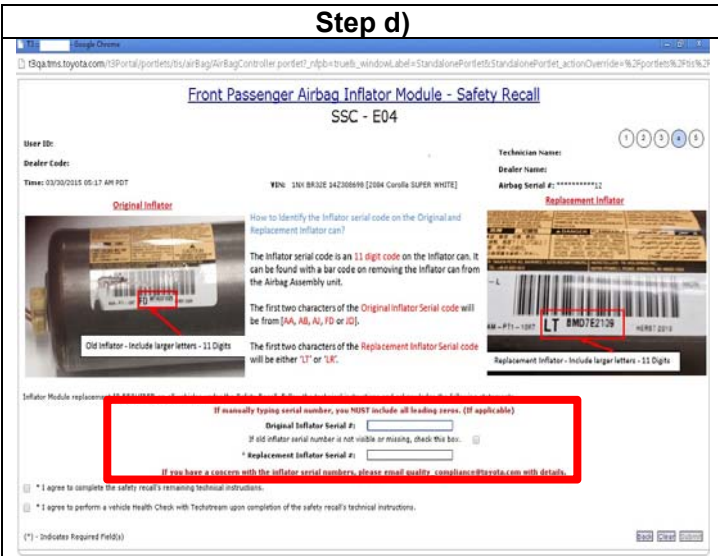 Step d)
- Google Chrome
t3qa.tms.toyota.com/t3Portal/portlets/tis/airBag/AirBagController.portlet?_nfpb=true&_windowLabel=StandalonePortlet&StandalonePortlet_actionOverride=%2Fportlets%2Ftis%2F
Front Passenger Airbag Inflator Module - Safety Recall
SSC - E04
1 2 3 4 5
User ID:
Technician Name:
Dealer Code:
Dealer Name:
Time: 03/30/2015 05:17 AM PDT
VIN: [2004 Corolla SUPER WHITE]
Airbag Serial #: **********12
Original Inflator
Replacement Inflator
How to Identify the Inflator serial code on the Original and
Replacement Inflator can?
The Inflator serial code is an 11 digit code on the Inflator can. It
can be found with a bar code on removing the Inflator can from
the Airbag Assembly unit.
The first two characters of the Original Inflator Serial code will
be from [AA, AB, AJ, FD or JD].
The first two characters of the Replacement Inflator Serial code
will be either 'LT' or 'LR'.
FD
Old Inflator - Include larger letters - 11 Digits
DANGER
LT BMD7E2109
Replacement Inflator - Include larger letters - 11 Digits
Inflator Module replacement
If manually typing serial number, you MUST include all leading zeros. (If applicable)
Original Inflator Serial #:
If old inflator serial number is not visible or missing, check this box.
* Replacement Inflator Serial #:
If you have a concern with the inflator serial numbers, please email quality_compliance@toyota.com with details.
* I agree to complete the safety recall's remaining technical instructions.
* I agree to perform a vehicle Health Check with Techstream upon completion of the safety recall's technical instructions.
(*) - Indicates Required Field(s)
Back Clear Submit